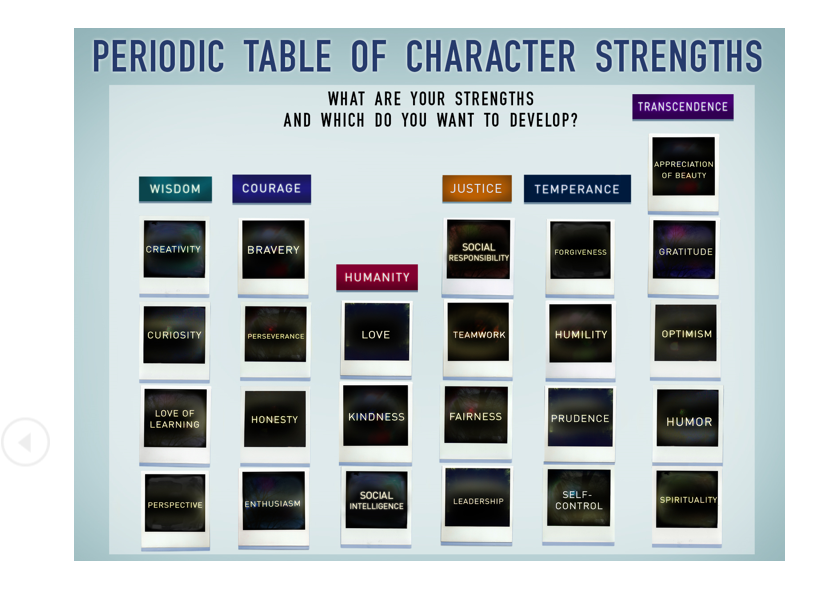 PERIODIC TABLE OF CHARACTER STRENGTHS
WHAT ARE YOUR STRENGTHS
AND WHICH DO YOU WANT TO DEVELOP?
WISDOM
CREATIVITY
CURIOSITY
LOVE OF
LEARNING
PERSPECTIVE
COURAGE
BRAVERY
PERSEVERANCE
HONESTY
ENTHUSIASM
HUMANITY
LOVE
KINDNESS
SOCIAL
INTELLIGENCE
JUSTICE
SOCIAL
RESPONSIBILITY
TEAMWORK
FAIRNESS
LEADERSHIP
TEMPERANCE
FORGIVENESS
HUMILITY
PRUDENCE
SELF-
CONTROL
TRANSCENDENCE
APPRECIATION
OF BEAUTY
GRATITUDE
OPTIMISM
HUMOR
SPIRITUALITY